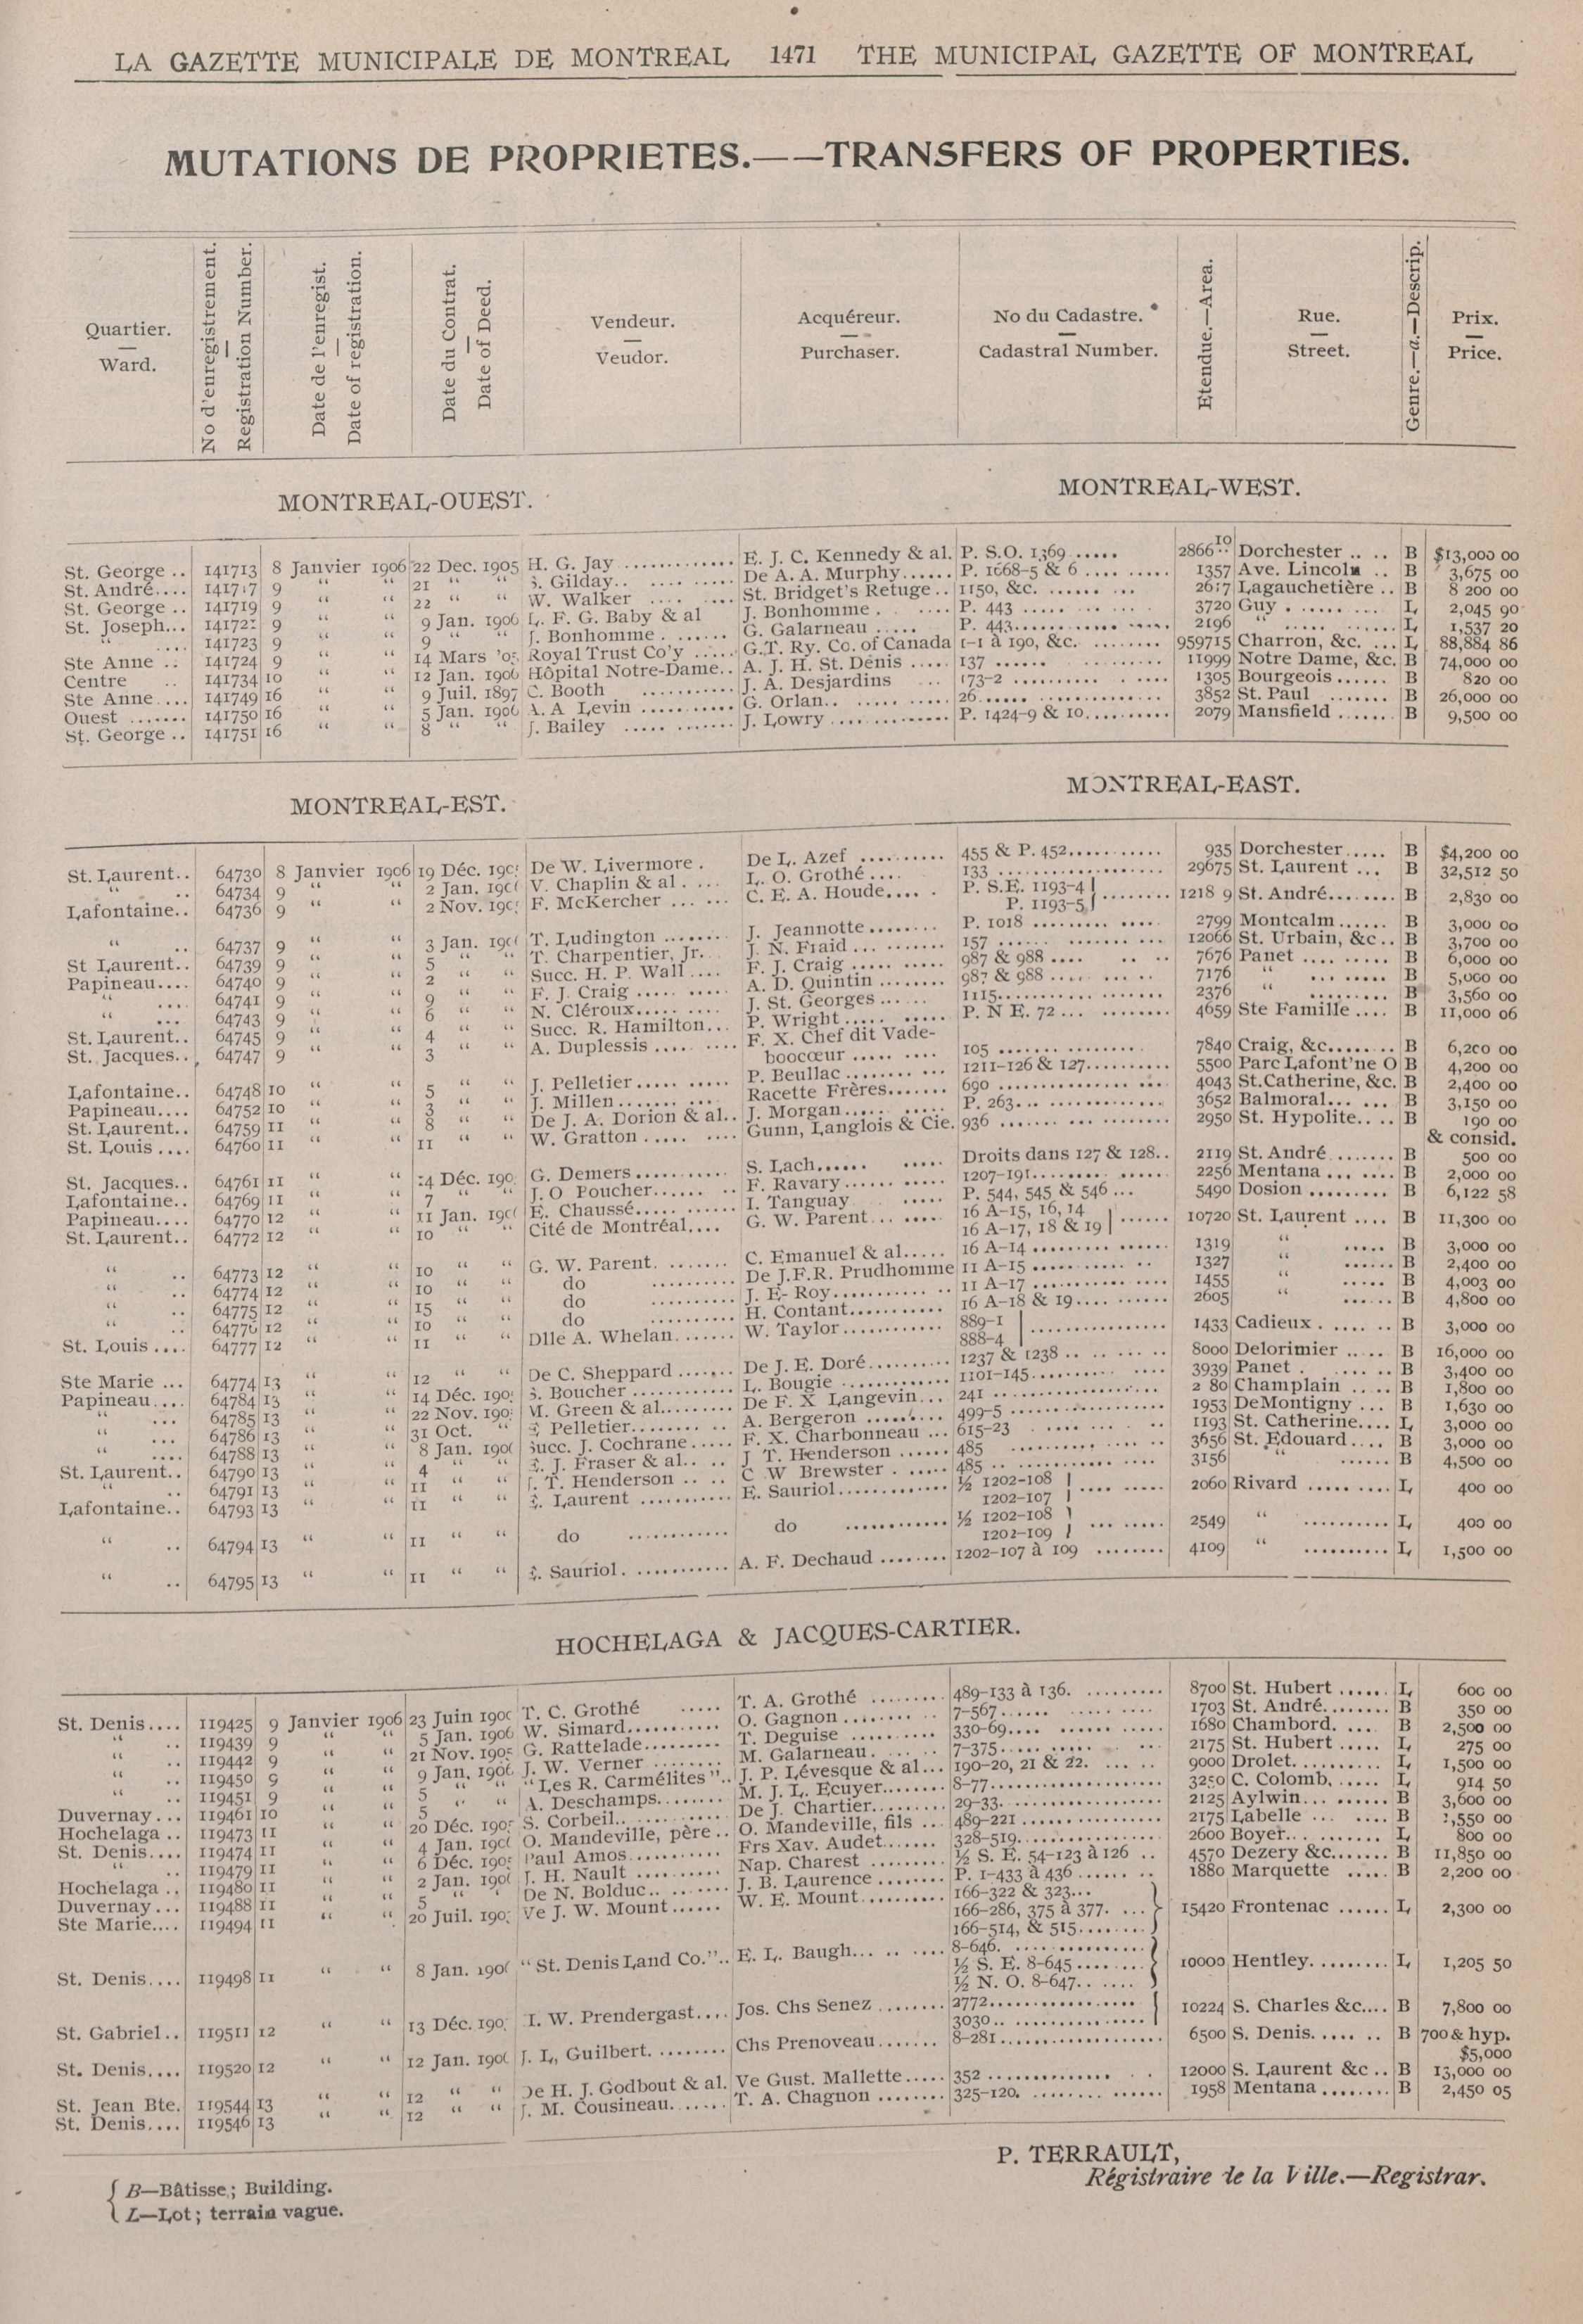 LA GAZETTE MUNICIPALE DE MONTREAL 1471 THE MUNICIPAL GAZETTE OF MONTREAL
MUTATIONS DE PROPRIETES.——TRANSFERS OF PROPERTIES.
Quartier. — Ward.
No d'enregistrement. — Registration Number.
Date de l'enregist. — Date of registration.
Date du Contrat. — Date of Deed.
Vendeur. — Veudor.
Acquéreur. — Purchaser.
No du Cadastre. — Cadastral Number.
Etendue.—Area.
Rue. — Street.
Genre.—a.—Descrip.
Prix. — Price.
MONTREAL-OUEST. MONTREAL-WEST.
St. George .. 141713 8 Janvier 1906 22 Dec. 1905 H. G. Jay ............ E. J. C. Kennedy & al. P. S.O. 1369 ..... 2866 10 Dorchester .. .. B $13,000 00
St. André.... 141717 9 " " 21 " " S. Gilday.. .... ..... De A. A. Murphy...... P. 1668-5 & 6 .... ..... 1357 Ave. Lincoln .. B 3,675 00
St. George .. 141719 9 " " 22 " " W. Walker .... .... St. Bridget's Refuge .. 1150, &c. ...... ... 2617 Lagauchetière .. B 8 200 00
St. Joseph... 141721 9 " " 9 Jan. 1906 L. F. G. Baby & al J. Bonhomme . .... P. 443 ..... ... ... 3720 Guy . ..... .... L 2,045 90
" .... 141723 9 " " 9 " " J. Bonhomme . ...... G. Galarneau ..... P. 443...... ..... ..... 2196 " ..... ...... L 1,537 20
Ste Anne .. 141724 9 " " 14 Mars '05 Royal Trust Co'y ..... G.T. Ry. Co. of Canada 1-1 à 190, &c. ........ 959715 Charron, &c. ... L 88,884 86
Centre .. 141734 10 " " 12 Jan. 1906 Hôpital Notre-Dame.. A. J. H. St. Denis ..... 137 ...... .......... 11999 Notre Dame, &c. B 74,000 00
Ste Anne .... 141749 16 " " 9 Juil. 1897 C. Booth ........... J. A. Desjardins ... 173-2 .......... ..... 1305 Bourgeois...... B 820 00
Ouest ....... 141750 16 " " 5 Jan. 1906 A. A Levin ........... G. Orlan.. ..... ..... 26..... ............... 3852 St. Paul ....... B 26,000 00
St. George .. 141751 16 " " 8 " " J. Bailey ..... ....... J. Lowry .... ......... P. 1424-9 & 10.......... 2079 Mansfield ...... B 9,500 00
MONTREAL-EST. MONTREAL-EAST.
St. Laurent.. 64730 8 Janvier 1906 19 Déc. De W. Livermore . De L. Azef .......... 455 & P. 452........... 935 Dorchester ..... B $4,200 00
" .. 64734 9 " " 2 Jan. V. Chaplin & al . ... L. O. Grothé .... 133 .................... 29675 St. Laurent ... B 32,512 50
Lafontaine.. 64736 9 " " 2 Nov. F. McKercher ... ... C. E. A. Houde.... . P. S.E. 1193-4 P. 1193-5 ........ 1218 9 St. André........ B 2,830 00
" .. 64737 9 " " 3 Jan. T. Ludington ........ J. Jeannotte......... P. 1018 ......... ..... 2799 Montcalm...... B 3,000 00
St Laurent.. 64739 9 " " 5 " " T. Charpentier, Jr... J. N. Fraid ... ....... 157 ...... ....... ... 12066 St. Urbain, &c.. B 3,700 00
Papineau.... 64740 9 " " 2 " " Succ. H. P. Wall .... F. J. Craig ..... ..... 987 & 988 .... .. .. 7676 Panet .... ..... B 6,000 00
" .... 64741 9 " " 9 " " F. J. Craig ..... ..... A. D. Quintin ........ 987 & 988 .... ... .. 7176 " ... ..... B 5,000 00
" ... 64743 9 " " 6 " " N. Cléroux..... ..... J. St. Georges ...... 1115........ ....... 2376 " ......... B 3,560 00
St. Laurent.. 64745 9 " " 4 " " Succ. R. Hamilton... P. Wright..... ..... P. N E. 72 ... ........ 4659 Ste Famille .... B 11,000 06
St. Jacques.. 64747 9 " " 3 " " A. Duplessis .... .... F. X. Chef dit Vade-
boocœur ..... .... 105 ....... ......... 7840 Craig, &c........ B 6,200 00
Lafontaine.. 64748 10 " " 5 " " J. Pelletier..... ..... P. Beullac ......... ... 1211-126 & 127.......... 5500 Parc Lafont'ne O B 4,200 00
Papineau.... 64752 10 " " 3 " " J. Millen ..... ....... Racette Frères....... 690 ............... ... 4043 St.Catherine, &c. B 2,400 00
St. Laurent.. 64759 11 " " 8 " " De J. A. Dorion & al.. J. Morgan...... ..... P. 263... ............. 3652 Balmoral... ... B 3,150 00
St. Louis .... 64760 11 " " 11 " " W. Gratton ..... .... Gunn, Langlois & Cie. 936 ....... ... ........ 2950 St. Hypolite.. .. B 190 00
& consid.
St. Jacques.. 64761 11 " " 14 Déc. G. Demers........... S. Lach...... ..... Droits dans 127 & 128.. 2119 St. André........ B 500 00
Lafontaine.. 64769 11 " " 7 " " J. O Poucher...... .. F. Ravary ...... ..... 1207-191........ ...... 2256 Mentana ... .... B 2,000 00
Papineau.... 64770 12 " " 11 Jan. E. Chaussé..... ..... I. Tanguay ..... P. 544, 545 & 546 ... 5490 Dosion ......... B 6,122 58
St. Laurent.. 64772 12 " " 10 " " Cité de Montréal.... G. W. Parent... ..... 16 A-15, 16, 14 16 A-17, 18 & 19 ...... 10720 St. Laurent .... B 11,300 00
" .. 64773 12 " " 10 " " G. W. Parent. ....... C. Emanuel & al..... 16 A-14 ......... ...... 1319 " ..... B 3,000 00
" .. 64774 12 " " 10 " " do .......... De J.F.R. Prudhomme 11 A-15 ......... .. 1327 " ...... B 2,400 00
" .. 64775 12 " " 15 " " do .......... J. E- Roy.......... .. 11 A-17 ........... .... 1455 " ..... B 4,003 00
" .. 64776 12 " " 10 " " do .......... H. Contant........... 16 A-18 & 19.... ...... 2605 " ...... B 4,800 00
St. Louis .... 64777 12 " " 11 " " Dlle A. Whelan....... W. Taylor ........... 889-1 888-4 ................ 1433 Cadieux . ..... .. B 3,000 00
Ste Marie ... 64774 13 " " 12 " " De C. Sheppard ....... De J. E. Doré.......... 1237 & 1238 .. .. .. .. 8000 Delorimier .... B 16,000 00
Papineau.... 64784 13 " " 14 Déc. S. Boucher ........... L. Bougie ............ 1101-145........... .... 3939 Panet . .... .. B 3,400 00
" ... 64785 13 " " 22 Nov. M. Green & al........ De F. X Langevin... 241 ................... 2 80 Champlain ..... B 1,800 00
" ... 64786 13 " " 31 Oct. " Pelletier........ A. Bergeron ......... 499-5 ................. 1953 DeMontigny ... B 1,630 00
" .... 64788 13 " " 8 Jan. Succ. J. Cochrane..... F. X. Charbonneau ... 615-23 . ..... ... .. 1193 St. Catherine.... L 3,000 00
St. Laurent.. 64790 13 " " 4 " " J. Fraser & al.. .. J T. Henderson ...... 485 .......... .... .. 3656 St. Edouard .... B 3,000 00
" .. 64791 13 " " 11 " " J. T. Henderson .. .. C W Brewster . ..... 485 .. ............... 3156 " ...... B 4,500 00
Lafontaine.. 64793 13 " " 11 " " Laurent ........... E. Sauriol............. ½ 1202-108 1202-107 .... ..... 2060 Rivard ..... .... L 400 00
" .. 64794 13 " " 11 " " do ........... do ............ ½ 1202-108 1202-109 ... ...... 2549 " .......... L 400 00
" .. 64795 13 " " 11 " " Sauriol. ........... A. F. Dechaud ........ 1202-107 à 109 ........ 4109 " .......... L 1,500 00
HOCHELAGA & JACQUES-CARTIER.
St. Denis.... 119425 9 Janvier 1906 23 Juin T. C. Grothé ..... T. A. Grothé ......... 489-133 à 136. ......... 8700 St. Hubert ...... L 600 00
" .. 119439 9 " " 5 Jan. 1906 W. Simard........... O. Gagnon ........ .. 7-567...... ...... .... 1703 St. André........ B 350 00
" .. 119442 9 " " 21 Nov. 1905 G. Rattelade......... T. Deguise .......... 330-69.... ...... ..... 1680 Chambord. .... B 2,500 00
" .. 119450 9 " " 9 Jan. 1906 J. W. Verner ........ M. Galarneau. .. .. 7-375..... ..... ... 2175 St. Hubert ..... L 275 00
" .. 119451 9 " " 5 " " "Les R. Carmélites".. J. P. Lévesque & al... 190-20, 21 & 22. ... .. 9000 Drolet.......... L 1,500 00
Duvernay... 119461 10 " " 5 " " A. Deschamps........ M. J. L. Ecuyer........ 8-77.................... 3250 C. Colomb, ..... L 914 50
Hochelaga .. 119473 11 " " 20 Déc. 1905 S. Corbeil.. .......... De J. Chartier.......... 29-33.................. 2125 Aylwin... ...... B 3,600 00
St. Denis.... 119474 11 " " 4 Jan. O. Mandeville, père .. O. Mandeville, fils ... 489-221 ............... 2175 Labelle ... .... B ,550 00
" .. 119479 11 " " 6 Déc. 1905 Paul Amos........... Frs Xav. Audet....... 328-519................ 2600 Boyer... ........ L 800 00
Hochelaga .. 119480 11 " " 2 Jan. J. H. Nault .......... Nap. Charest ......... ½ S. E. 54-123 à 126 .. 4570 Dezery &c....... B 11,850 00
Duvernay... 119488 11 " " 5 " " De N. Bolduc.. ....... J. B. Laurence ........ P. 1-433 à 436 ...... .. 1880 Marquette ..... B 2,200 00
Ste Marie.... 119494 11 " " 20 Juil. Ve J. W. Mount...... W. E. Mount.......... 166-322 & 323...
166-286, 375 à 377. ... 15420 Frontenac ...... L 2,300 00
166-514, & 515........
St. Denis.... 119498 11 " " 8 Jan. "St. Denis Land Co.".. E. L. Baugh... .. .... 8-646. .... ...........
½ S. E. 8-645 ........ 10000 Hentley......... L 1,205 50
½ N. O. 8-647.. .....
St. Gabriel.. 119511 12 " " 13 Déc. W. Prendergast.... Jos. Chs Senez ........ 2772................
3030.. ............... 10224 S. Charles &c.... B 7,800 00
St. Denis.... 119520 12 " " 12 Jan. J. L, Guilbert. ........ Chs Prenoveau....... 8-281................... 6500 S. Denis..... .. B 700 & hyp.
$5,000
St. Jean Bte. 119544 13 " " 12 " " De H. J. Godbout & al. Ve Gust. Mallette..... 352 .............. . . 12000 S. Laurent &c .. B 13,000 00
St. Denis.... 119546 13 " " 12 " " J. M. Cousineau....... T. A. Chagnon ........ 325-120. ........ ...... 1958 Mentana ........ B 2,450 05
P. TERRAULT,
Régistraire de la Ville.—Registrar.
B—Bâtisse; Building.
L—Lot; terrain vague.